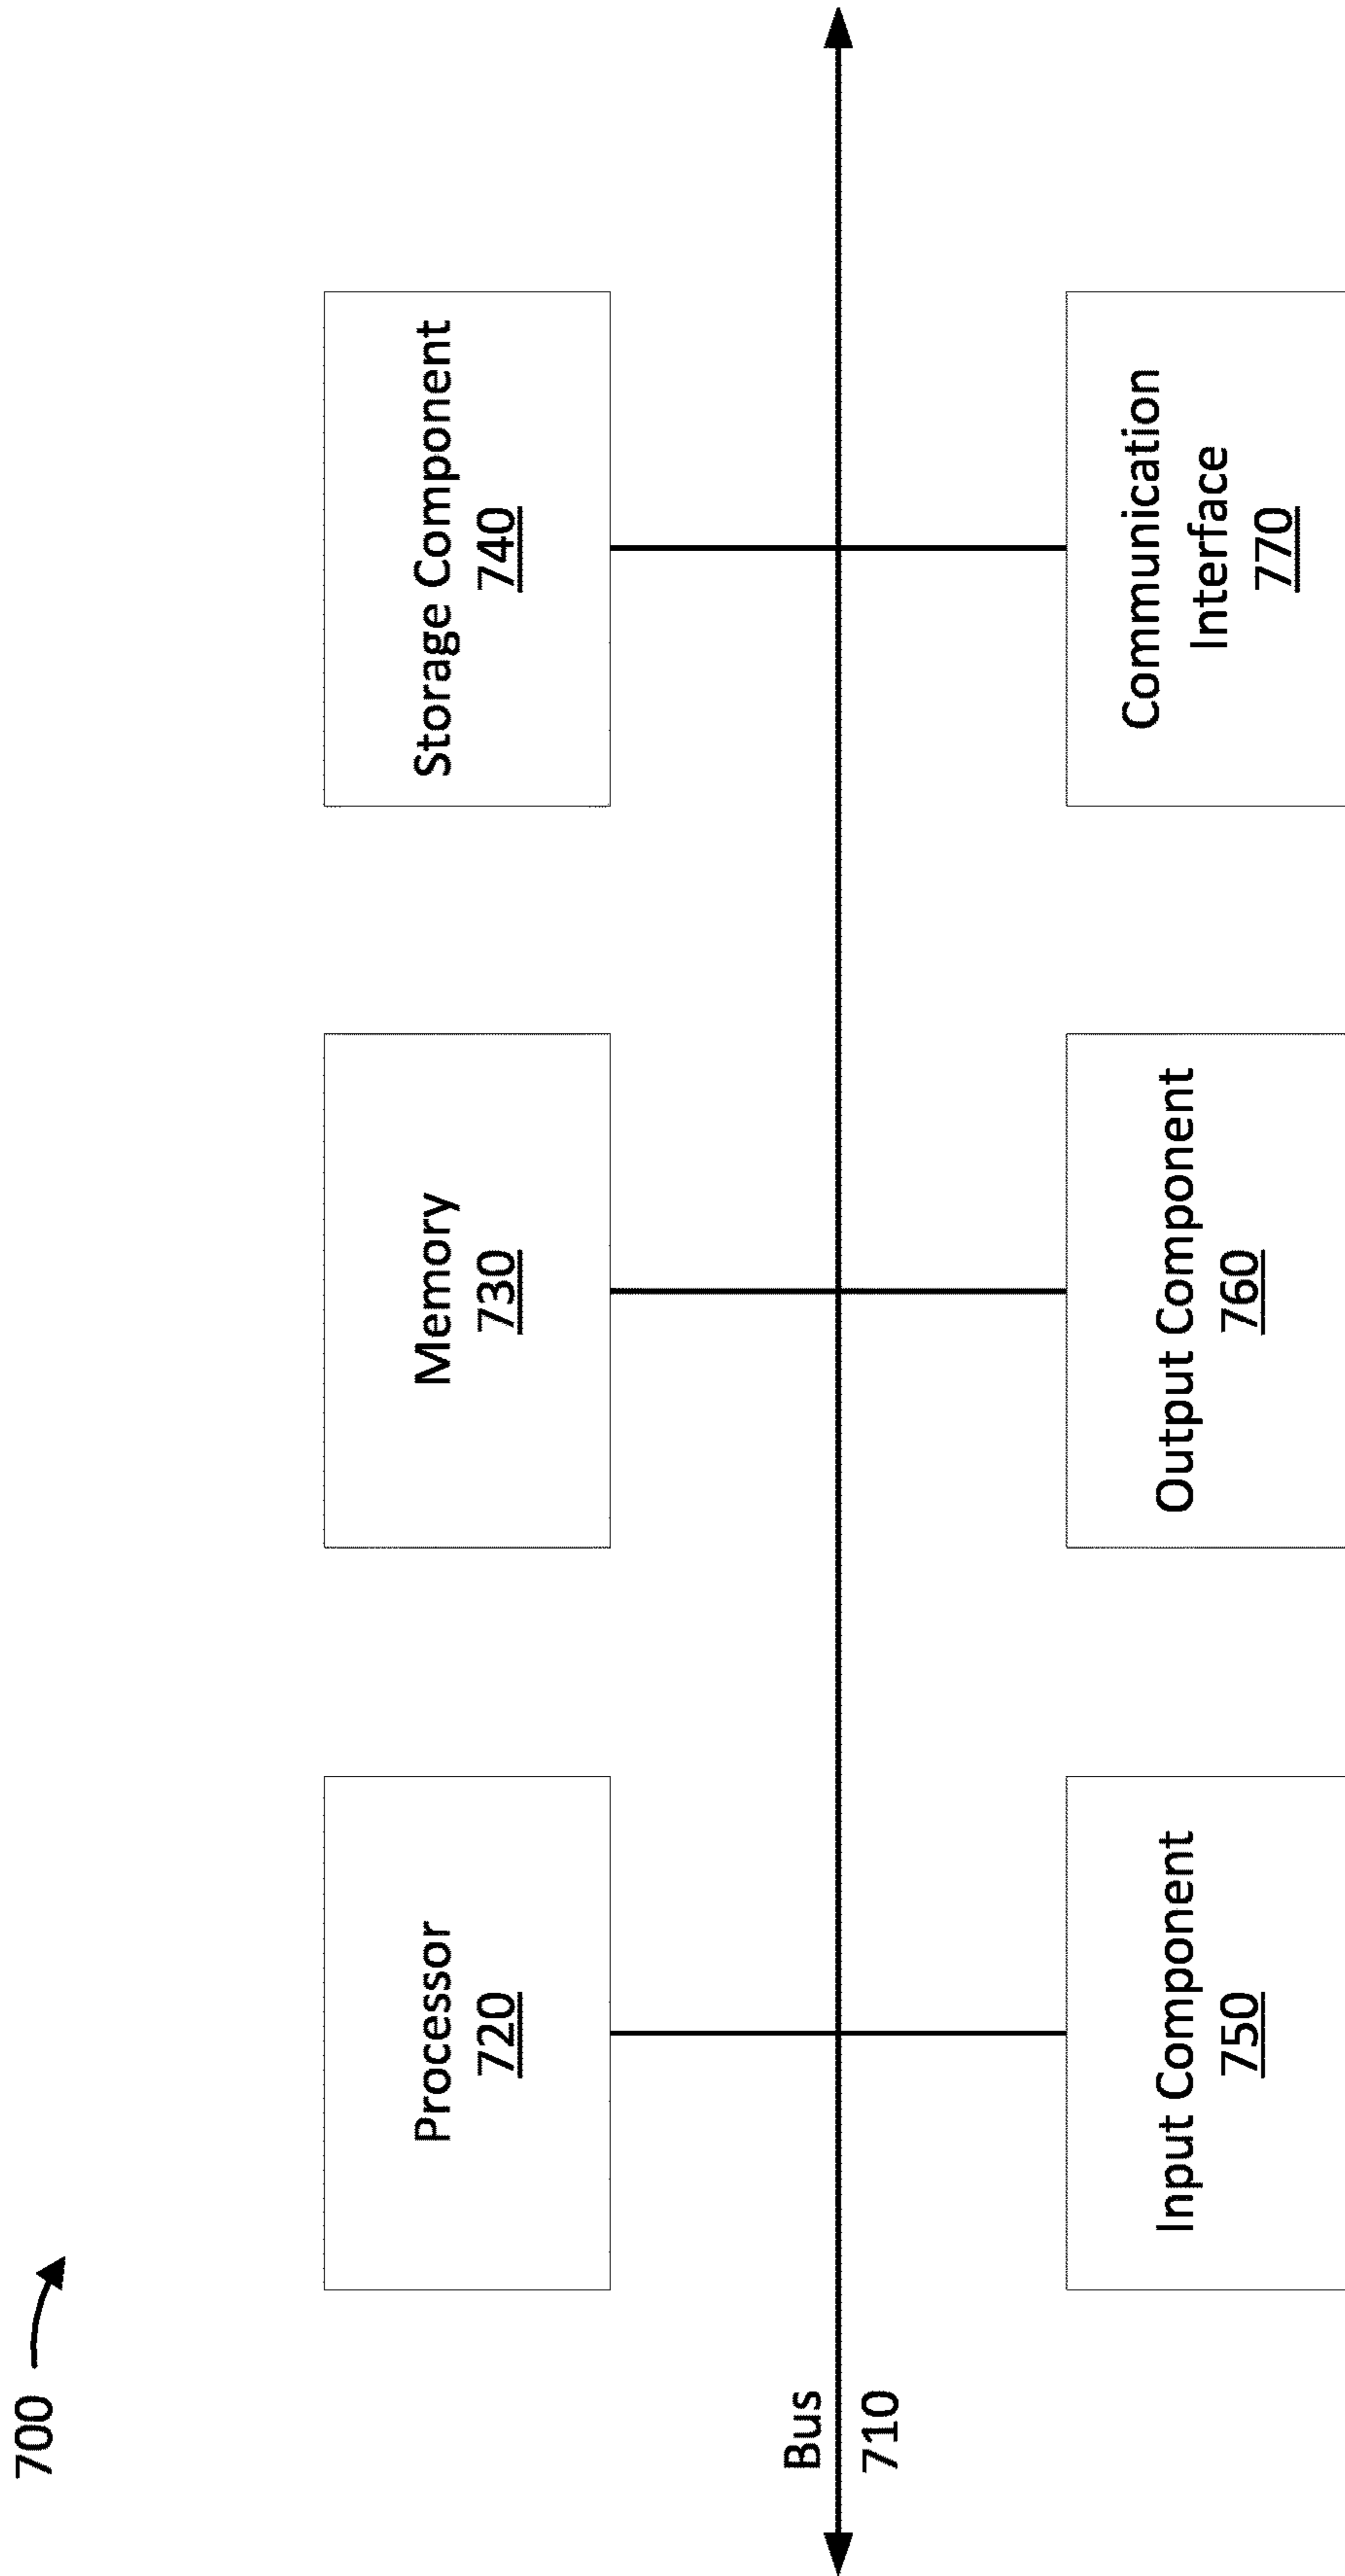 700
Processor
720
Memory
730
Storage Component
740
Bus
710
Input Component
750
Output Component
760
Communication
Interface
770